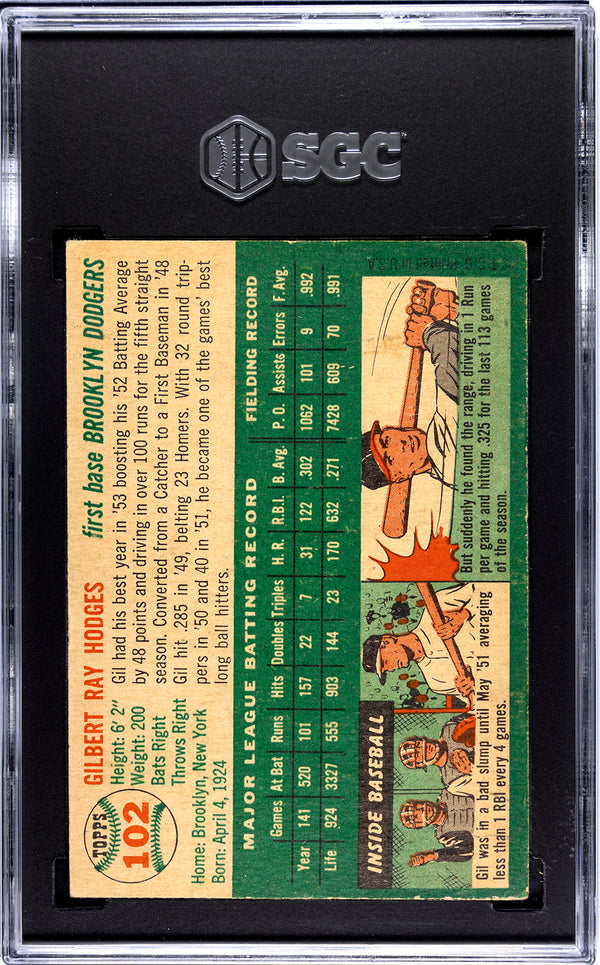 SGC
TOPPS
102
GILBERT RAY HODGES
first base BROOKLYN DODGERS
Height: 6' 2"
Weight: 200
Bats Right
Throws Right
Home: Brooklyn, New York
Born: April 4, 1924
Gil had his best year in '53 boosting his '52 Batting Average
by 48 points and driving in over 100 runs for the fifth straight
season. Converted from a Catcher to a First Baseman in '48
Gil hit .285 in '49, belting 23 Homers. With 32 round trip-
pers in '50 and 40 in '51, he became one of the games' best
long ball hitters.
MAJOR LEAGUE BATTING RECORD FIELDING RECORD
Games At Bat Runs Hits Doubles Triples H. R. R.B.I. B. Avg. P. O. Assists Errors F. Avg.
Year 141 520 101 157 22 7 31 122 .302 1062 101 9 .992
Life 924 3327 555 903 144 23 170 632 .271 7428 609 70 .991
INSIDE BASEBALL
Gil was in a bad slump until May '51 averaging
less than 1 RBI every 4 games.
But suddenly he found the range, driving in 1 Run
per game and hitting .325 for the last 113 games
of the season.
T.C.G. Printed in U.S.A.